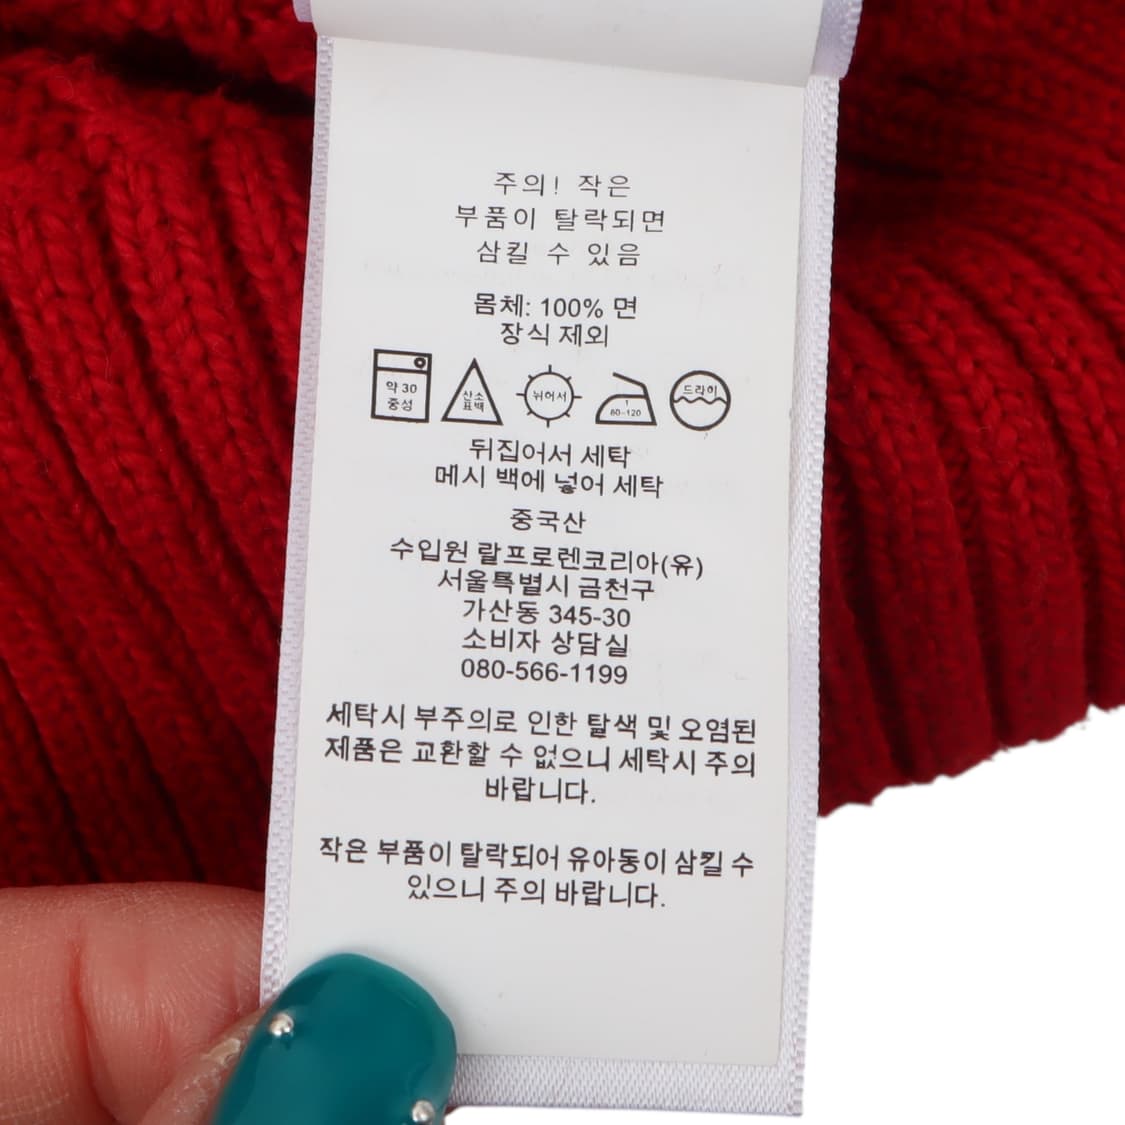 주의! 작은
부품이 탈락되면
삼킬 수 있음
몸체: 100% 면
장식 제외
약 30
중성
산소
표백
뉘어서
1
80-120
드라이
뒤집어서 세탁
메시 백에 넣어 세탁
중국산
수입원 랄프로렌코리아(유)
서울특별시 금천구
가산동 345-30
소비자 상담실
080-566-1199
세탁시 부주의로 인한 탈색 및 오염된
제품은 교환할 수 없으니 세탁시 주의
바랍니다.
작은 부품이 탈락되어 유아동이 삼킬 수
있으니 주의 바랍니다.